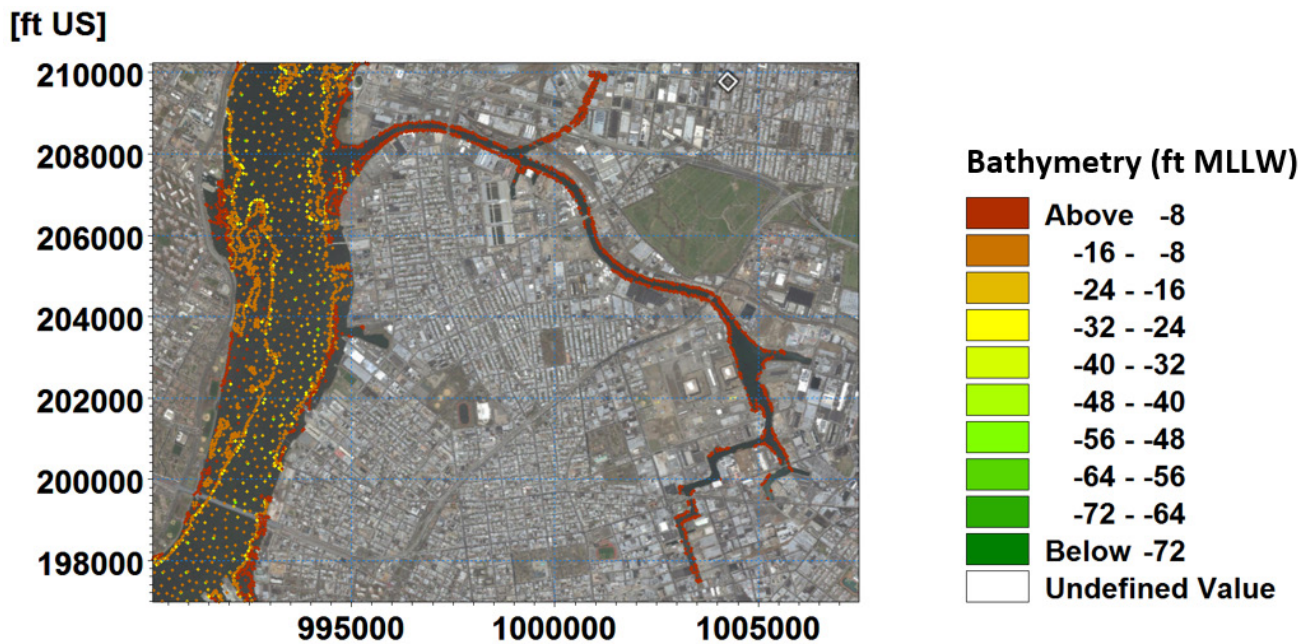 [ft US]
210000
208000
206000
204000
202000
200000
198000
995000 1000000 1005000
Bathymetry (ft MLLW)
Above -8
-16 - -8
-24 - -16
-32 - -24
-40 - -32
-48 - -40
-56 - -48
-64 - -56
-72 - -64
Below -72
Undefined Value